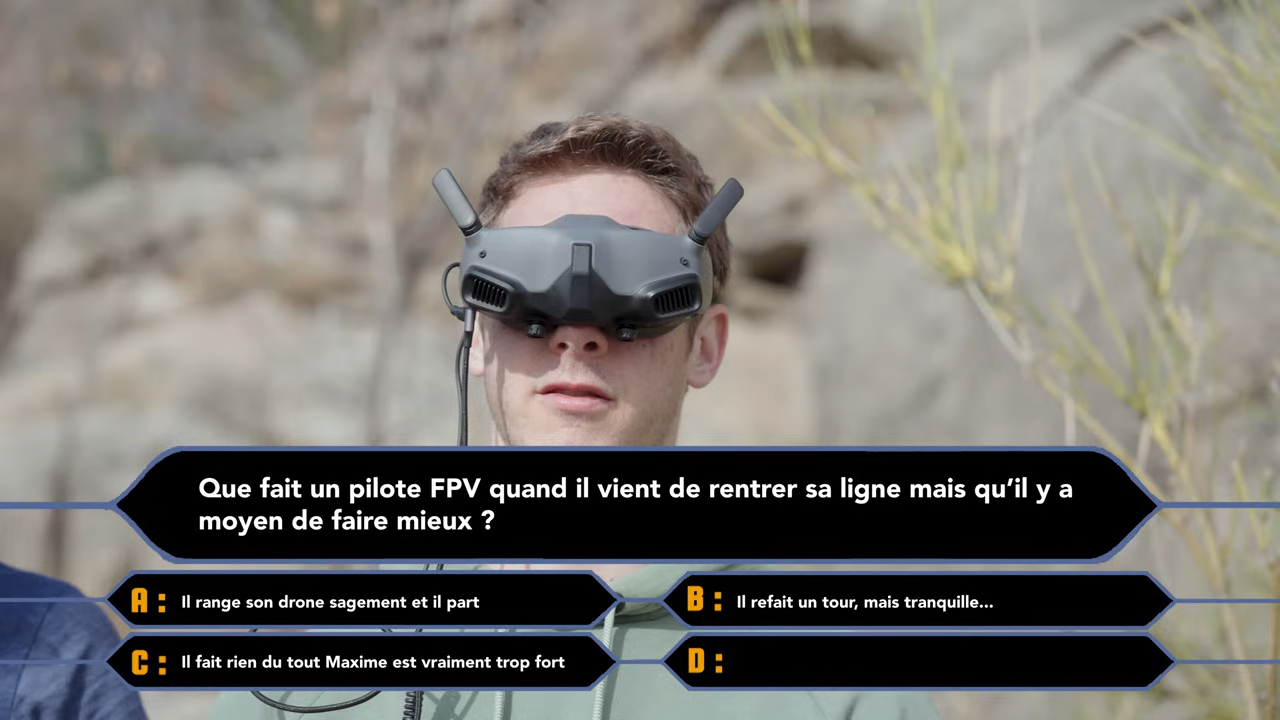 Que fait un pilote FPV quand il vient de rentrer sa ligne mais qu’il y a
moyen de faire mieux ?
A : Il range son drone sagement et il part
B : Il refait un tour, mais tranquille...
C : Il fait rien du tout Maxime est vraiment trop fort
D :